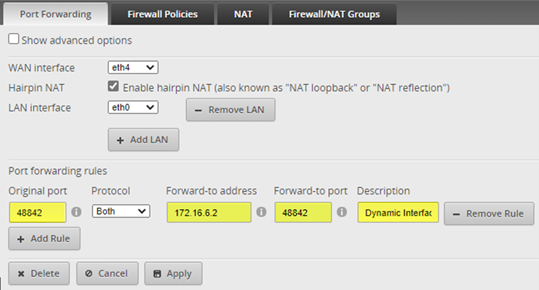 Port Forwarding Firewall Policies NAT Firewall/NAT Groups
Show advanced options
WAN interface eth4
Hairpin NAT Enable hairpin NAT (also known as "NAT loopback" or "NAT reflection")
LAN interface eth0 − Remove LAN
+ Add LAN
Port forwarding rules
Original port Protocol Forward-to address Forward-to port Description
48842 Both 172.16.6.2 48842 Dynamic Interfac − Remove Rule
+ Add Rule
Delete Cancel Apply